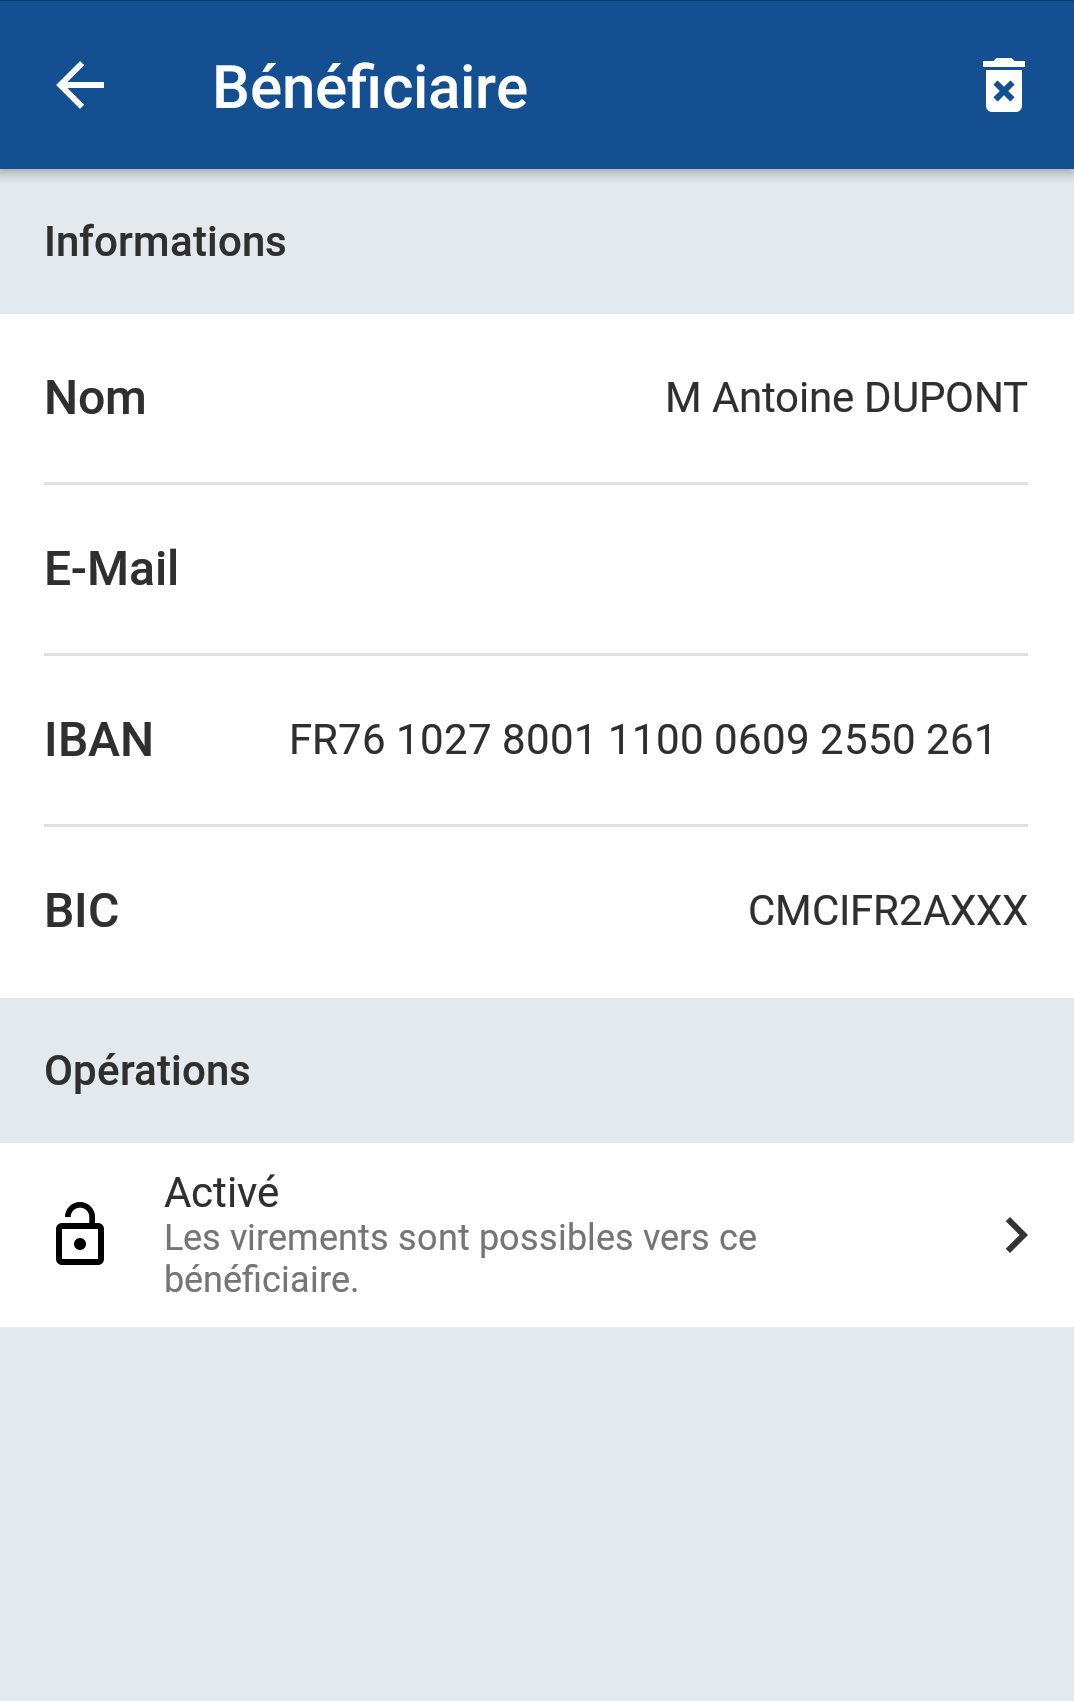 Bénéficiaire
Informations
Nom M Antoine DUPONT
E-Mail
IBAN FR76 1027 8001 1100 0609 2550 261
BIC CMCIFR2AXXX
Opérations
Activé
Les virements sont possibles vers ce
bénéficiaire.